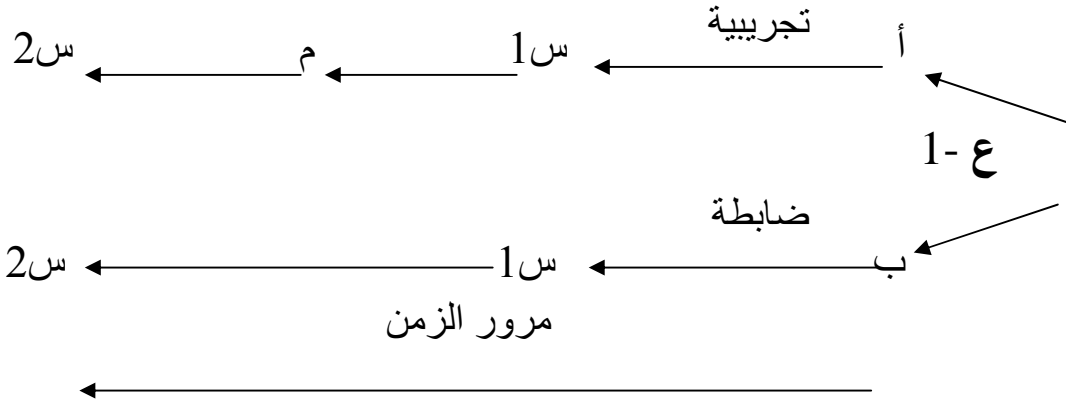 تجريبية
أ س1 م س2
ع -1
ضابطة
ب س1 س2
مرور الزمن